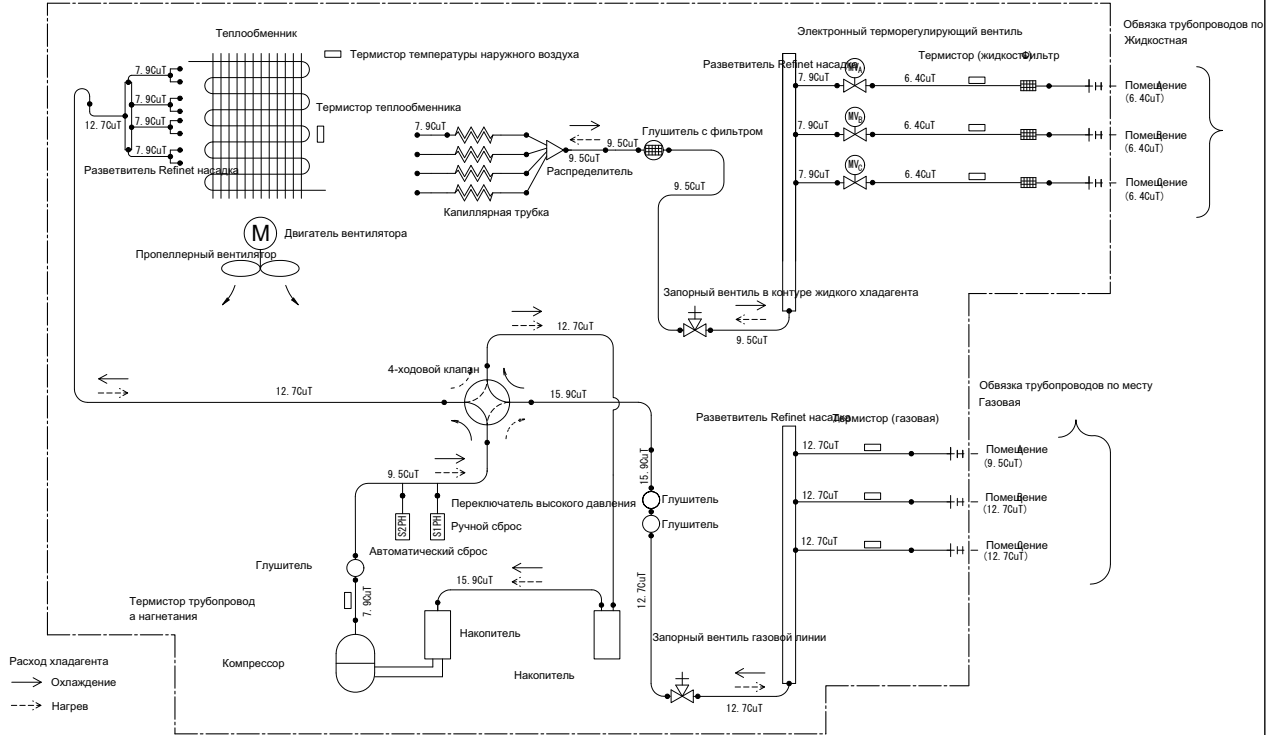 Теплообменник
Термистор температуры наружного воздуха
7.9CuT
7.9CuT
7.9CuT
7.9CuT
12.7CuT
Разветвитель Refinet насадка
Термистор теплообменника
7.9CuT
Капиллярная трубка
Распределитель
9.5CuT
9.5CuT
Глушитель с фильтром
9.5CuT
M
Двигатель вентилятора
Пропеллерный вентилятор
Электронный терморегулирующий вентиль
Разветвитель Refinet насадка
Термистор (жидкость)
Фильтр
Обвязка трубопроводов по
Жидкостная
MVA
7.9CuT
6.4CuT
Помещение A
(6.4CuT)
MVB
7.9CuT
6.4CuT
Помещение B
(6.4CuT)
MVC
7.9CuT
6.4CuT
Помещение
(6.4CuT)
Запорный вентиль в контуре жидкого хладагента
9.5CuT
12.7CuT
4-ходовой клапан
12.7CuT
15.9CuT
Обвязка трубопроводов по месту
Газовая
Разветвитель Refinet насадка
Термистор (газовая)
12.7CuT
Помещение
(9.5CuT)
12.7CuT
Помещение
(12.7CuT)
12.7CuT
Помещение
(12.7CuT)
15.9CuT
9.5CuT
S2PH
S1PH
Переключатель высокого давления
Ручной сброс
Автоматический сброс
Глушитель
Глушитель
Глушитель
7.9CuT
15.9CuT
12.7CuT
Термистор трубопровод
а нагнетания
Компрессор
Накопитель
Накопитель
Запорный вентиль газовой линии
12.7CuT
Расход хладагента
Охлаждение
Нагрев